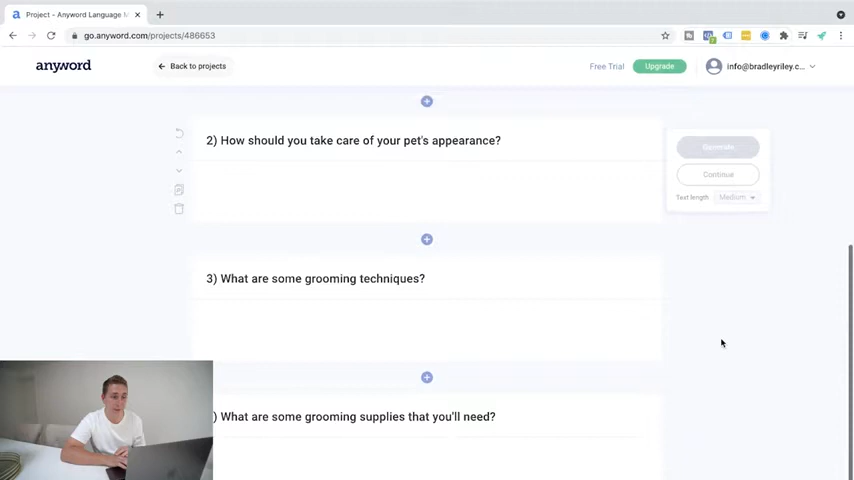 Project - Anyword Language M
go.anyword.com/projects/486653
anyword
Back to projects
Free Trial
Upgrade
info@bradleyriley.c...
2) How should you take care of your pet's appearance?
Generate
Continue
Text length
Medium
3) What are some grooming techniques?
) What are some grooming supplies that you'll need?